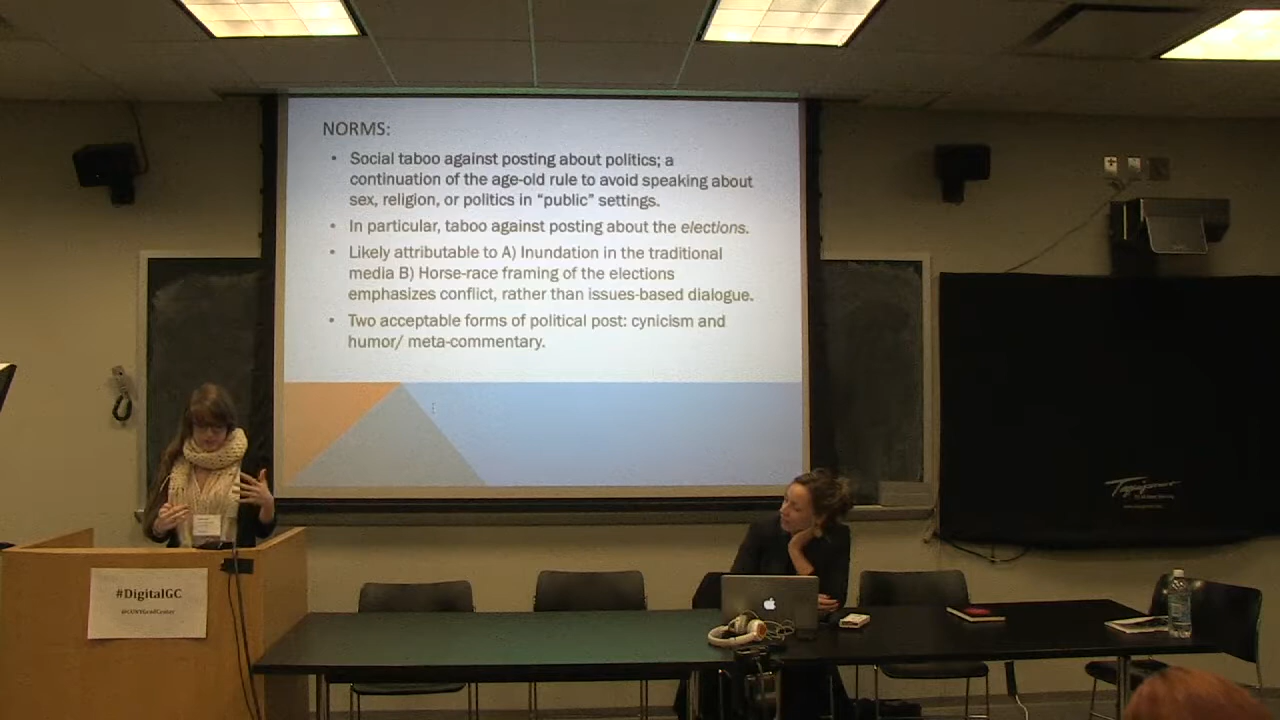 NORMS:
• Social taboo against posting about politics; a
continuation of the age-old rule to avoid speaking about
sex, religion, or politics in “public” settings.
• In particular, taboo against posting about the elections.
• Likely attributable to A) Inundation in the traditional
media B) Horse-race framing of the elections
emphasizes conflict, rather than issues-based dialogue.
• Two acceptable forms of political post: cynicism and
humor/ meta-commentary.
#DigitalGC
@CUNYGradCenter